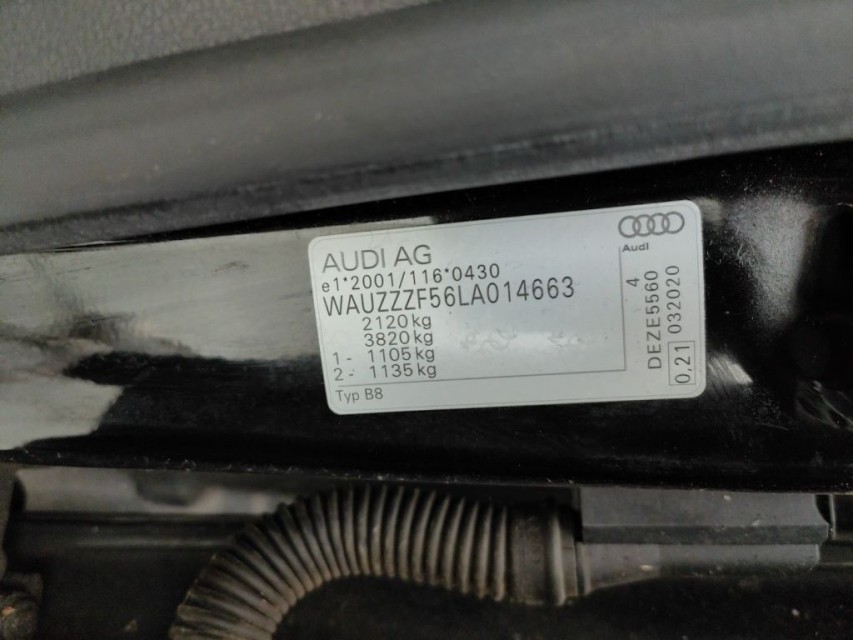 AUDI AG
e1*2001/116*0430
WAUZZZF56LA014663
2120 kg
3820 kg
1 - 1105 kg
2 - 1135 kg
Typ B8
Audi
4
DEZE5560
0,21 032020